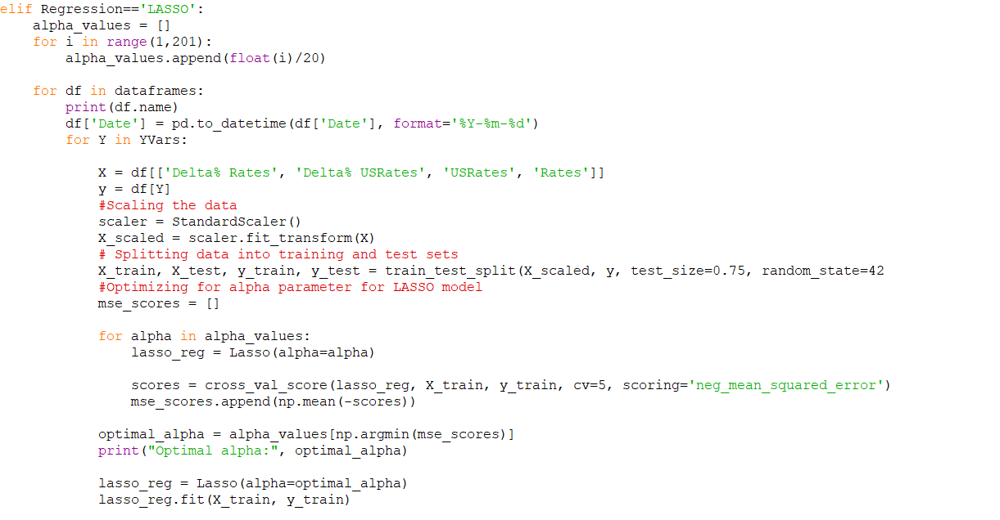 elif Regression=='LASSO':
    alpha_values = []
    for i in range(1,201):
        alpha_values.append(float(i)/20)
    for df in dataframes:
        print(df.name)
        df['Date'] = pd.to_datetime(df['Date'], format='%Y-%m-%d')
        for Y in YVars:
            X = df[['Delta% Rates', 'Delta% USRates', 'USRates', 'Rates']]
            y = df[Y]
            #Scaling the data
            scaler = StandardScaler()
            X_scaled = scaler.fit_transform(X)
            # Splitting data into training and test sets
            X_train, X_test, y_train, y_test = train_test_split(X_scaled, y, test_size=0.75, random_state=42
            #Optimizing for alpha parameter for LASSO model
            mse_scores = []
            for alpha in alpha_values:
                lasso_reg = Lasso(alpha=alpha)
                scores = cross_val_score(lasso_reg, X_train, y_train, cv=5, scoring='neg_mean_squared_error')
                mse_scores.append(np.mean(-scores))
            optimal_alpha = alpha_values[np.argmin(mse_scores)]
            print("Optimal alpha:", optimal_alpha)
            lasso_reg = Lasso(alpha=optimal_alpha)
            lasso_reg.fit(X_train, y_train)